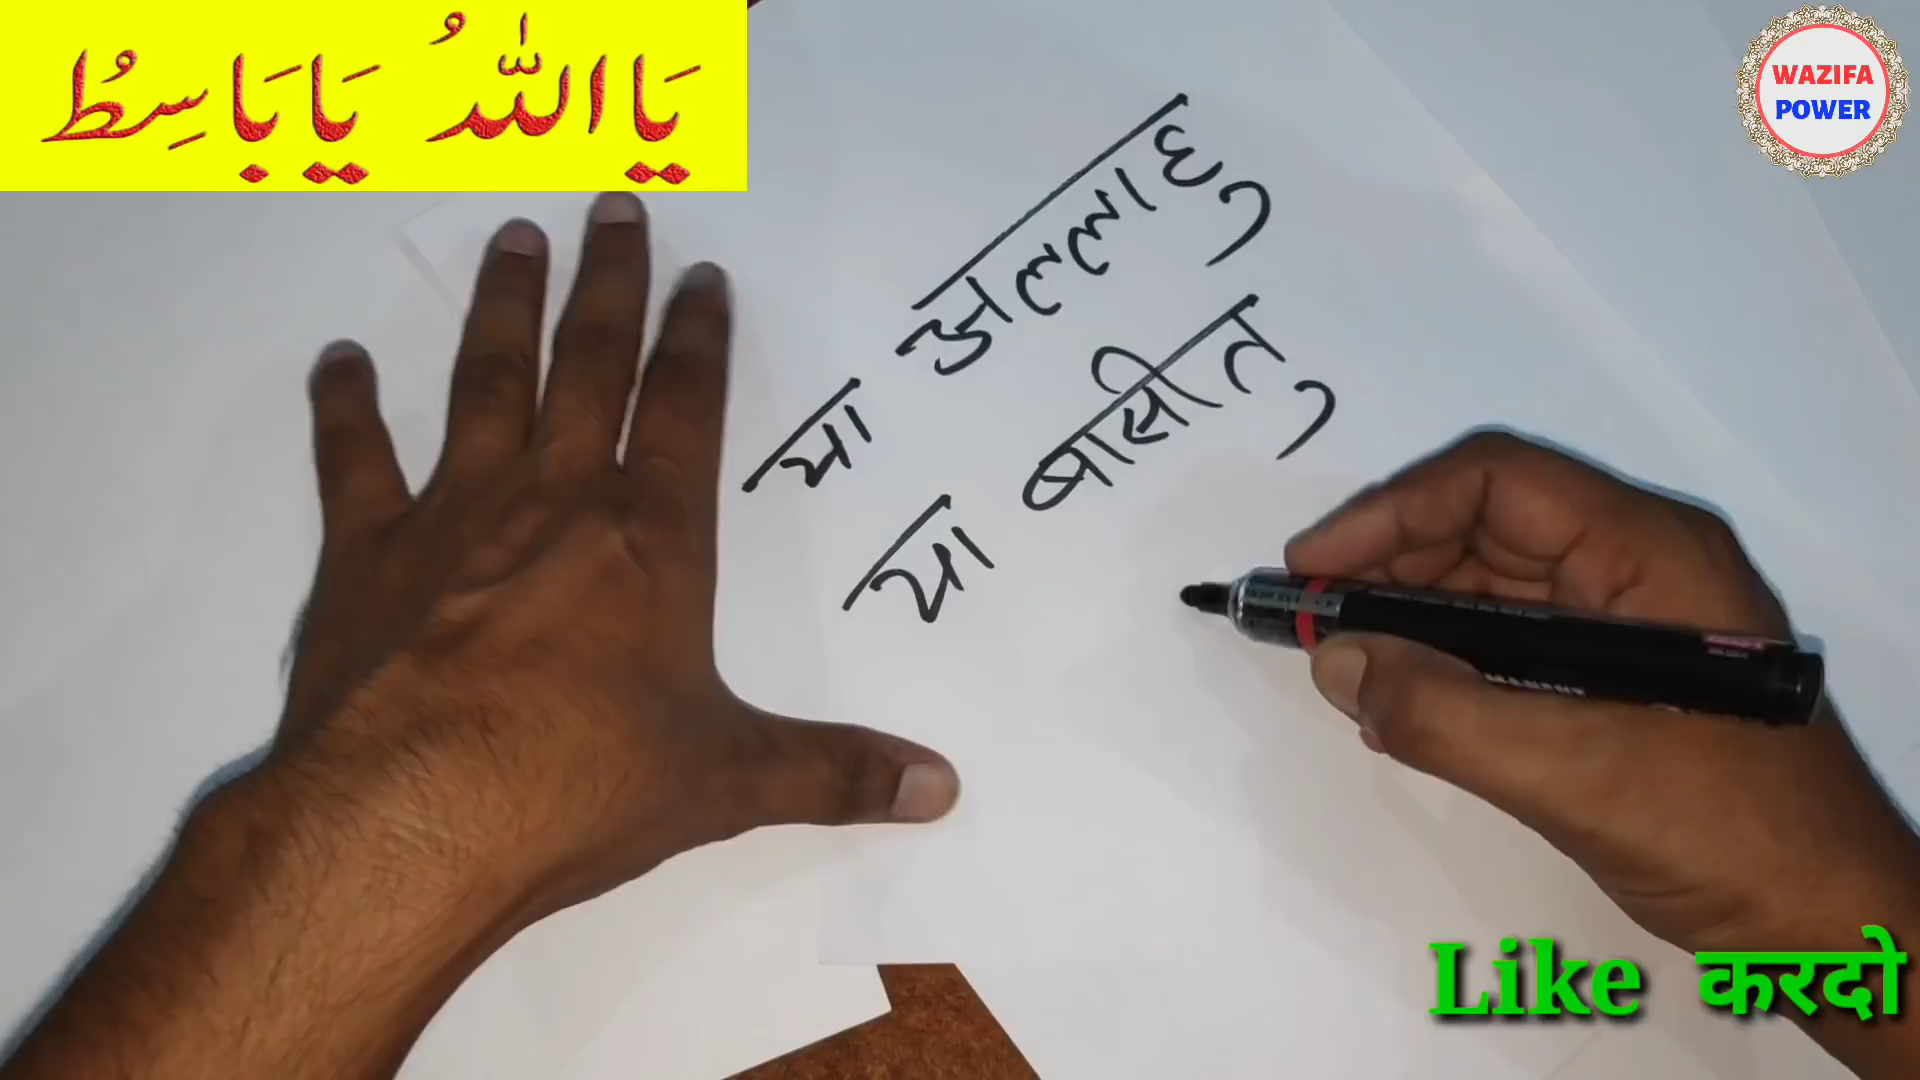 يَا اللّٰهُ يَا بَاسِطُ
WAZIFA
POWER
या अल्लाहु
या बासीतु
Like करदो